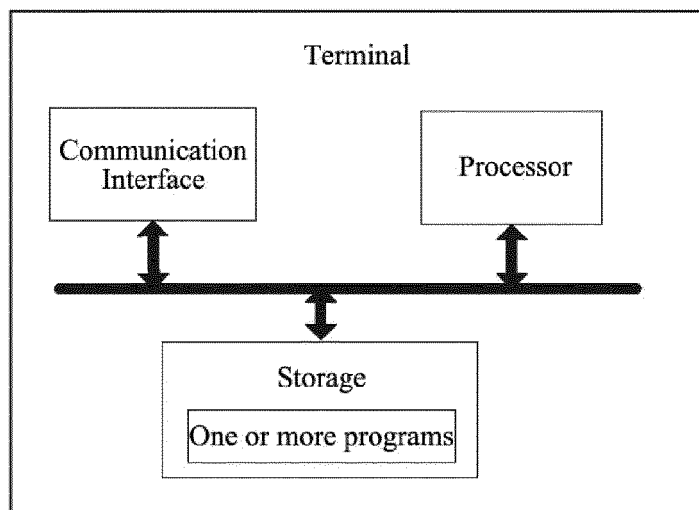 Terminal
Communication
Interface
Processor
Storage
One or more programs